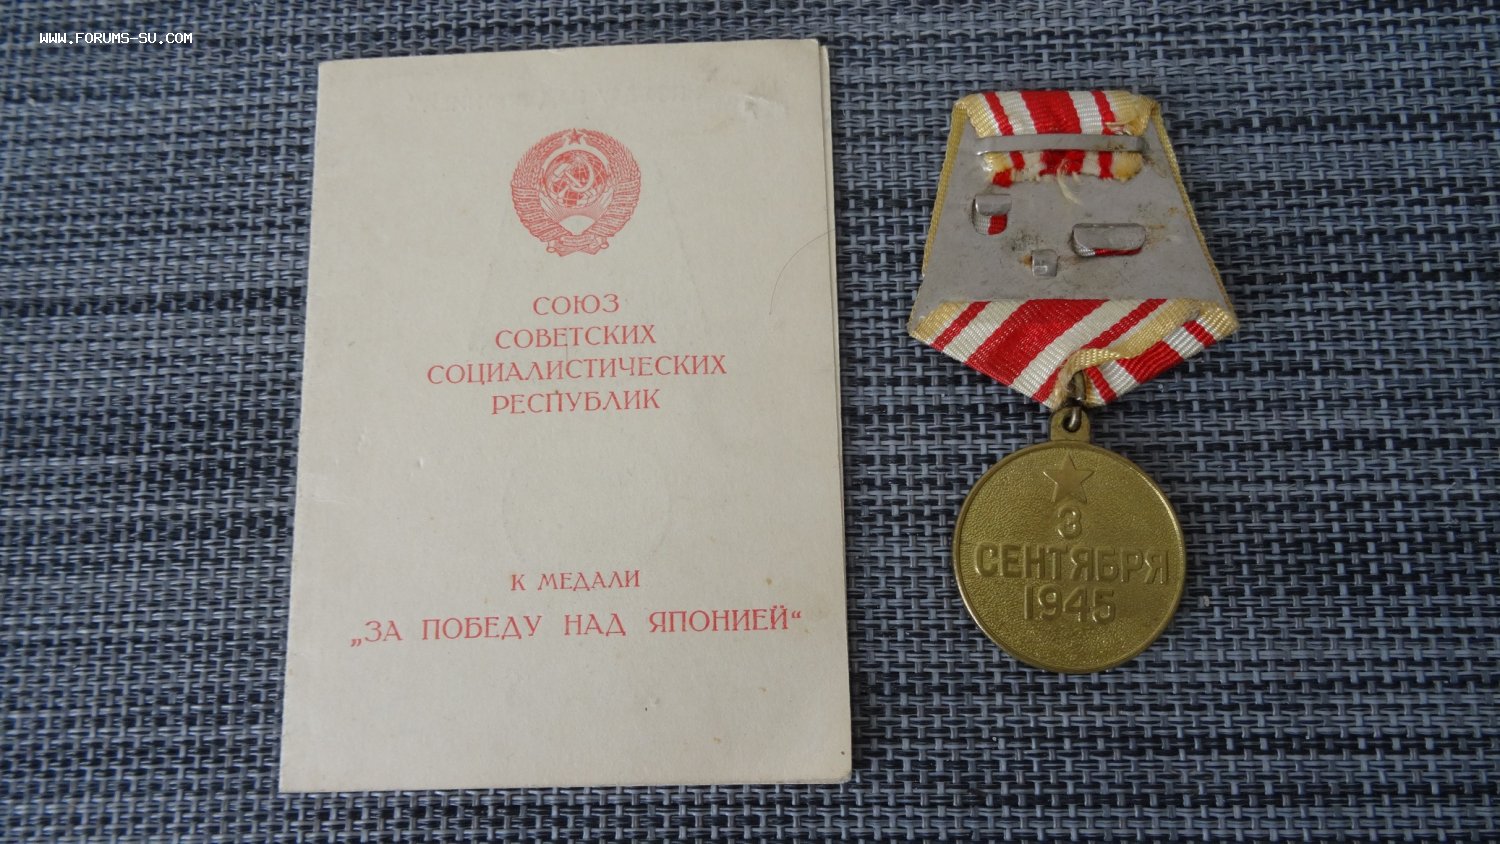 WWW.FORUMS-SU.COM
СОЮЗ
СОВЕТСКИХ
СОЦИАЛИСТИЧЕСКИХ
РЕСПУБЛИК
К МЕДАЛИ
„ЗА ПОБЕДУ НАД ЯПОНИЕЙ“
3
СЕНТЯБРЯ
1945